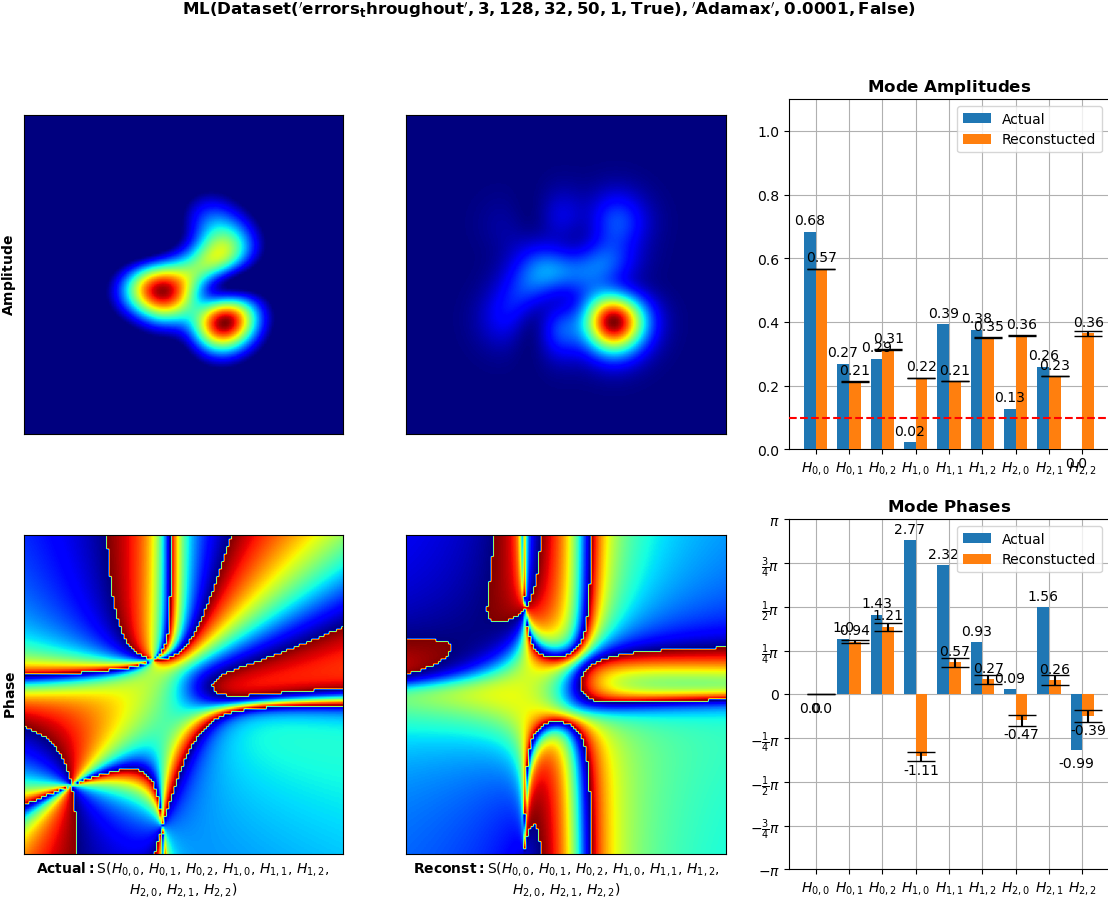 ML(Dataset('errors_throughout', 3, 128, 32, 50, 1, True), 'Adamax', 0.0001, False)
Mode Amplitudes
Amplitude
Actual
Reconstucted
1.0
0.8
0.6
0.4
0.2
0.0
0.68
0.57
0.27
0.21
0.29
0.31
0.02
0.22
0.39
0.21
0.38
0.35
0.13
0.36
0.26
0.23
0.0
0.36
H0,0 H0,1 H0,2 H1,0 H1,1 H1,2 H2,0 H2,1 H2,2
Mode Phases
Phase
Actual
Reconstucted
π
3/4π
1/2π
1/4π
0
−1/4π
−1/2π
−3/4π
−π
0.0
0.0
1.0
0.94
1.43
1.21
2.77
-1.11
2.32
0.57
0.93
0.27
0.09
-0.47
1.56
0.26
-0.99
-0.39
H0,0 H0,1 H0,2 H1,0 H1,1 H1,2 H2,0 H2,1 H2,2
Actual: S(H0,0, H0,1, H0,2, H1,0, H1,1, H1,2,
H2,0, H2,1, H2,2)
Reconst: S(H0,0, H0,1, H0,2, H1,0, H1,1, H1,2,
H2,0, H2,1, H2,2)